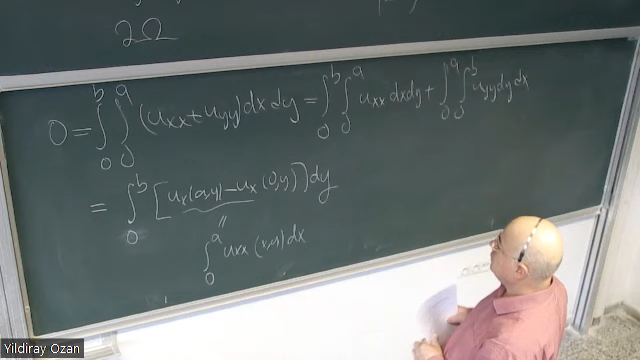 2Ω
0 = ∫₀ᵇ ∫₀ᵃ (uxx + uyy) dx dy = ∫₀ᵇ ∫₀ᵃ uxx dx dy + ∫₀ᵃ ∫₀ᵇ uyy dy dx
= ∫₀ᵇ [ux(a,y) − ux(0,y)] dy
∫₀ᵃ uxx (x,y) dx
Yildiray Ozan